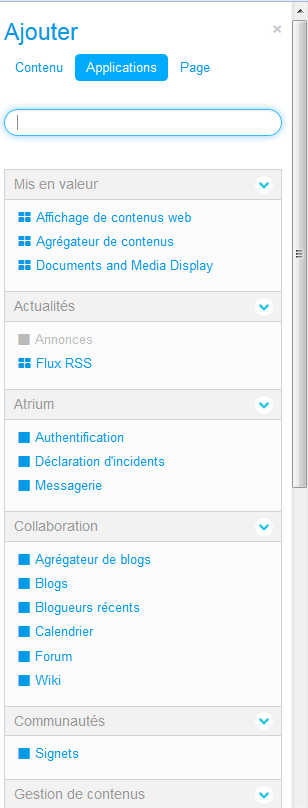 Ajouter ×
Contenu Applications Page
Mis en valeur
Affichage de contenus web
Agrégateur de contenus
Documents and Media Display
Actualités
Annonces
Flux RSS
Atrium
Authentification
Déclaration d'incidents
Messagerie
Collaboration
Agrégateur de blogs
Blogs
Blogueurs récents
Calendrier
Forum
Wiki
Communautés
Signets
Gestion de contenus